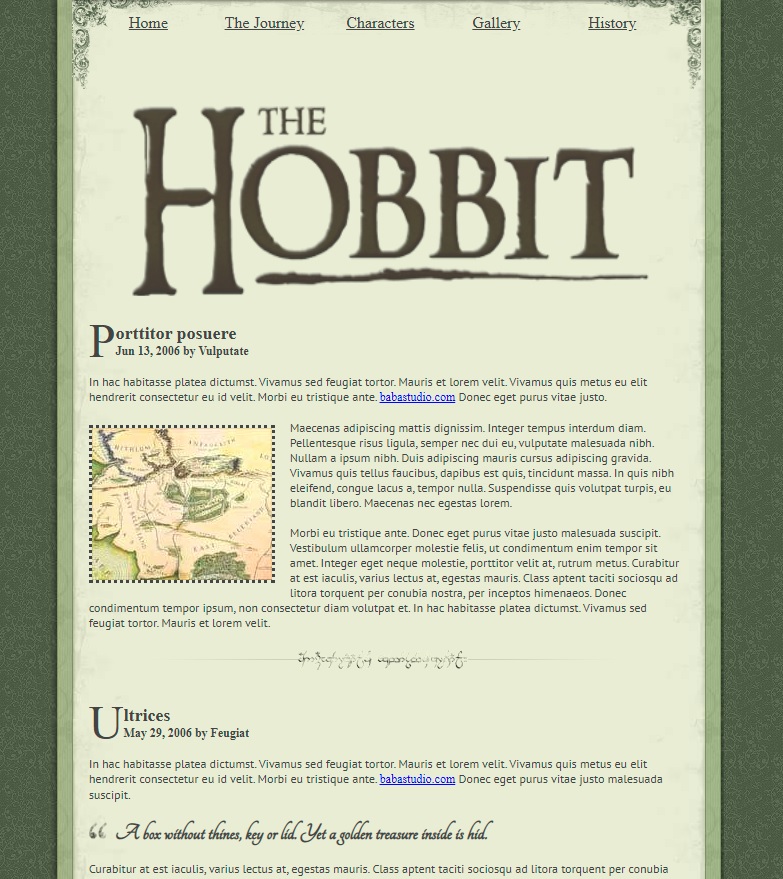 Home The Journey Characters Gallery History
THE
HOBBIT
Porttitor posuere
Jun 13, 2006 by Vulputate
In hac habitasse platea dictumst. Vivamus sed feugiat tortor. Mauris et lorem velit. Vivamus quis metus eu elit
hendrerit consectetur eu id velit. Morbi eu tristique ante. babastudio.com Donec eget purus vitae justo.
Maecenas adipiscing mattis dignissim. Integer tempus interdum diam.
Pellentesque risus ligula, semper nec dui eu, vulputate malesuada nibh.
Nullam a ipsum nibh. Duis adipiscing mauris cursus adipiscing gravida.
Vivamus quis tellus faucibus, dapibus est quis, tincidunt massa. In quis nibh
eleifend, congue lacus a, tempor nulla. Suspendisse quis volutpat turpis, eu
blandit libero. Maecenas nec egestas lorem.
Morbi eu tristique ante. Donec eget purus vitae justo malesuada suscipit.
Vestibulum ullamcorper molestie felis, ut condimentum enim tempor sit
amet. Integer eget neque molestie, porttitor velit at, rutrum metus. Curabitur
at est iaculis, varius lectus at, egestas mauris. Class aptent taciti sociosqu ad
litora torquent per conubia nostra, per inceptos himenaeos. Donec
condimentum tempor ipsum, non consectetur diam volutpat et. In hac habitasse platea dictumst. Vivamus sed
feugiat tortor. Mauris et lorem velit.
Ultrices
May 29, 2006 by Feugiat
In hac habitasse platea dictumst. Vivamus sed feugiat tortor. Mauris et lorem velit. Vivamus quis metus eu elit
hendrerit consectetur eu id velit. Morbi eu tristique ante. babastudio.com Donec eget purus vitae justo malesuada
suscipit.
“ A box without thines, key or lid. Yet a golden treasure inside is hid.
Curabitur at est iaculis, varius lectus at, egestas mauris. Class aptent taciti sociosqu ad litora torquent per conubia